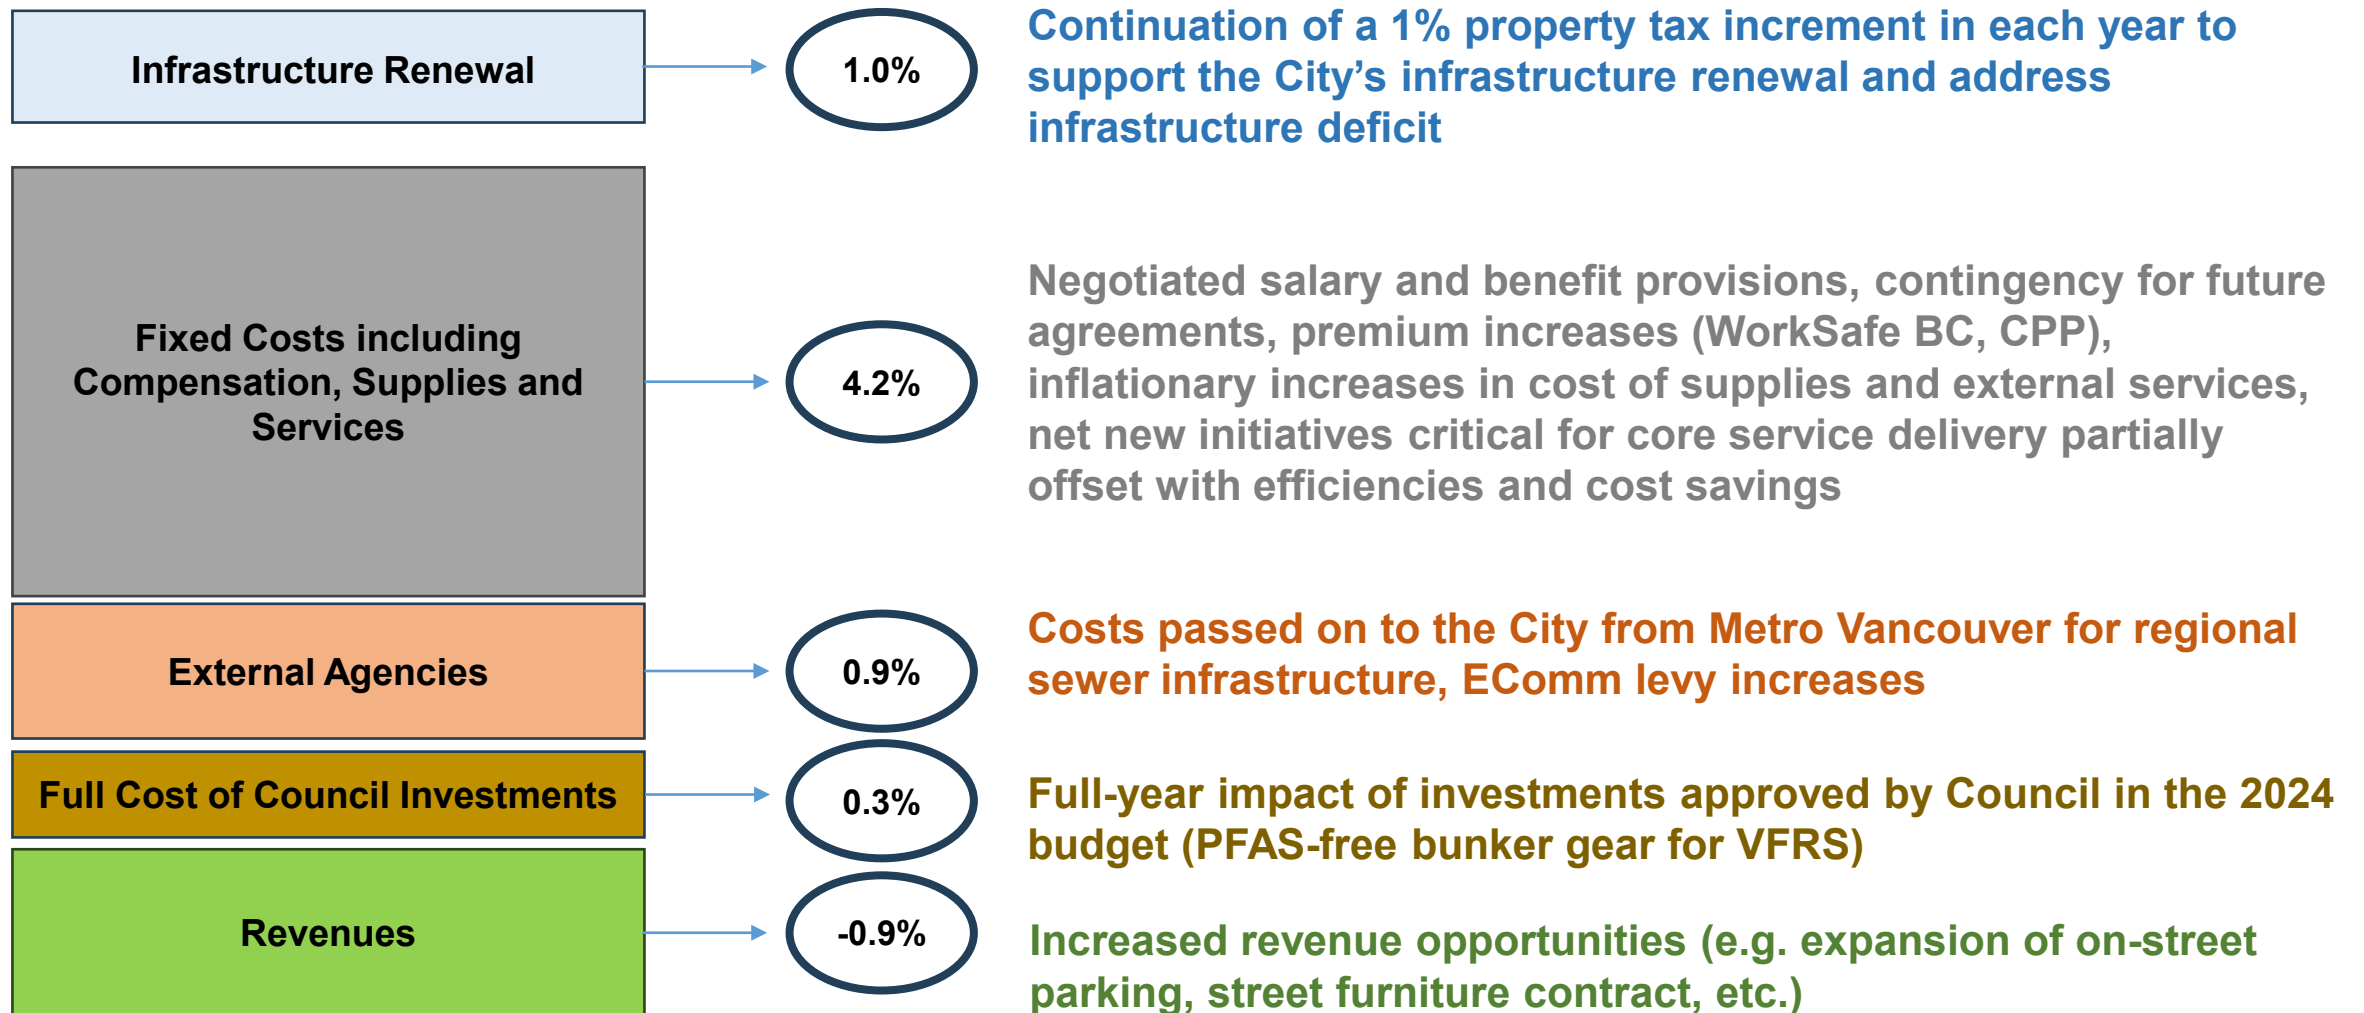 Infrastructure Renewal
1.0%
Continuation of a 1% property tax increment in each year to
support the City’s infrastructure renewal and address
infrastructure deficit
Fixed Costs including
Compensation, Supplies and
Services
4.2%
Negotiated salary and benefit provisions, contingency for future
agreements, premium increases (WorkSafe BC, CPP),
inflationary increases in cost of supplies and external services,
net new initiatives critical for core service delivery partially
offset with efficiencies and cost savings
External Agencies
0.9%
Costs passed on to the City from Metro Vancouver for regional
sewer infrastructure, EComm levy increases
Full Cost of Council Investments
0.3%
Full-year impact of investments approved by Council in the 2024
budget (PFAS-free bunker gear for VFRS)
Revenues
-0.9%
Increased revenue opportunities (e.g. expansion of on-street
parking, street furniture contract, etc.)